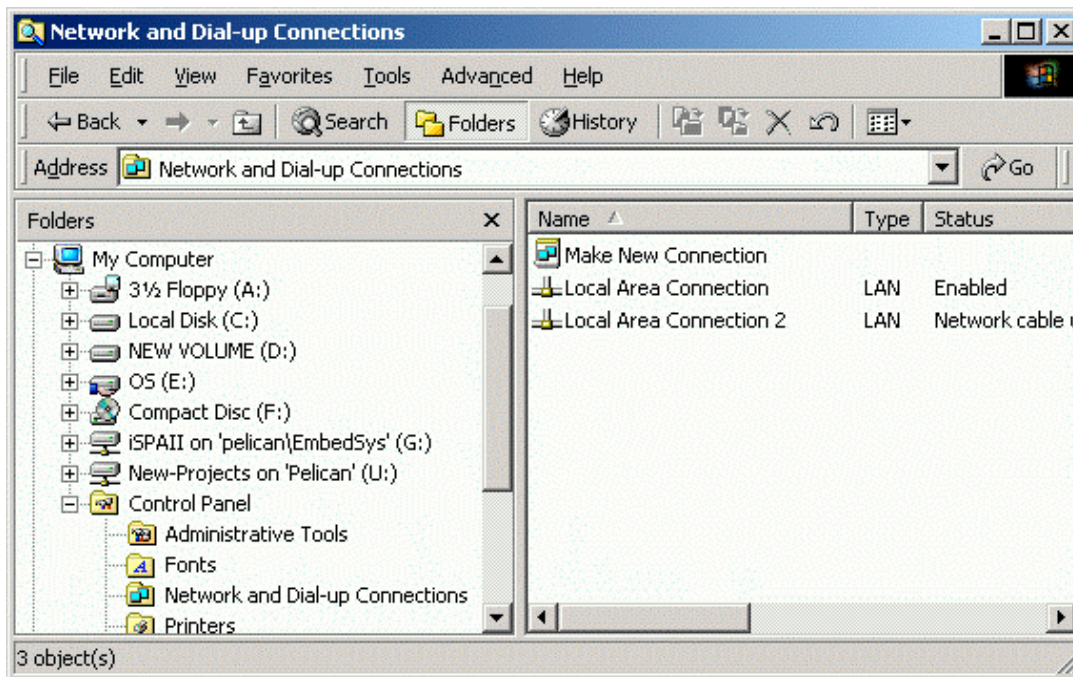 Network and Dial-up Connections
File Edit View Favorites Tools Advanced Help
Back Search Folders History
Address Network and Dial-up Connections Go
Folders
My Computer
3½ Floppy (A:)
Local Disk (C:)
NEW VOLUME (D:)
OS (E:)
Compact Disc (F:)
iSPAII on 'pelican\EmbedSys' (G:)
New-Projects on 'Pelican' (U:)
Control Panel
Administrative Tools
Fonts
Network and Dial-up Connections
Printers
Name Type Status
Make New Connection
Local Area Connection LAN Enabled
Local Area Connection 2 LAN Network cable
3 object(s)